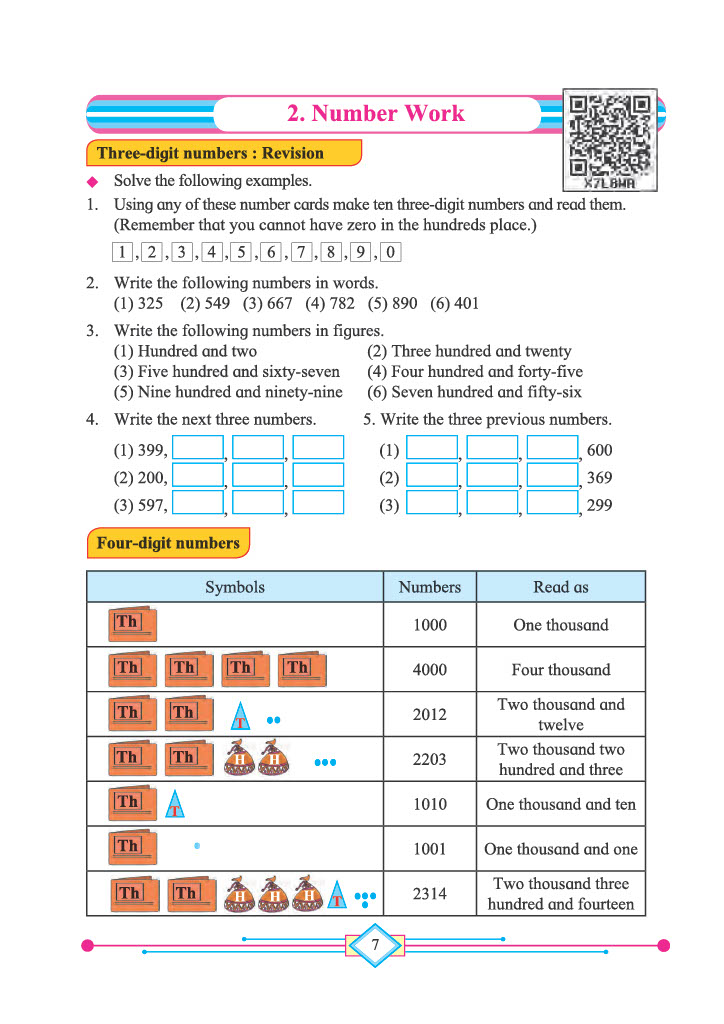 2. Number Work
X7L8WA
Three-digit numbers : Revision
Solve the following examples.
1. Using any of these number cards make ten three-digit numbers and read them.
(Remember that you cannot have zero in the hundreds place.)
1 , 2 , 3 , 4 , 5 , 6 , 7 , 8 , 9 , 0
2. Write the following numbers in words.
(1) 325 (2) 549 (3) 667 (4) 782 (5) 890 (6) 401
3. Write the following numbers in figures.
(1) Hundred and two (2) Three hundred and twenty
(3) Five hundred and sixty-seven (4) Four hundred and forty-five
(5) Nine hundred and ninety-nine (6) Seven hundred and fifty-six
4. Write the next three numbers. 5. Write the three previous numbers.
(1) 399, , , (1) , , , 600
(2) 200, , , (2) , , , 369
(3) 597, , , (3) , , , 299
Four-digit numbers
Symbols Numbers Read as
Th 1000 One thousand
Th Th Th Th 4000 Four thousand
Th Th T 2012 Two thousand and
twelve
Th Th H H 2203 Two thousand two
hundred and three
Th T 1010 One thousand and ten
Th 1001 One thousand and one
Th Th H H H T 2314 Two thousand three
hundred and fourteen
7